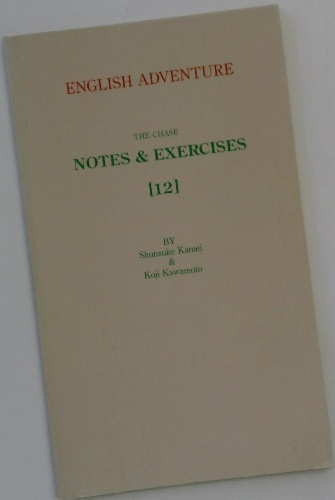 ENGLISH ADVENTURE
THE CHASE
NOTES & EXERCISES
[12]
BY
Shunsuke Kamei
&
Koji Kawamoto